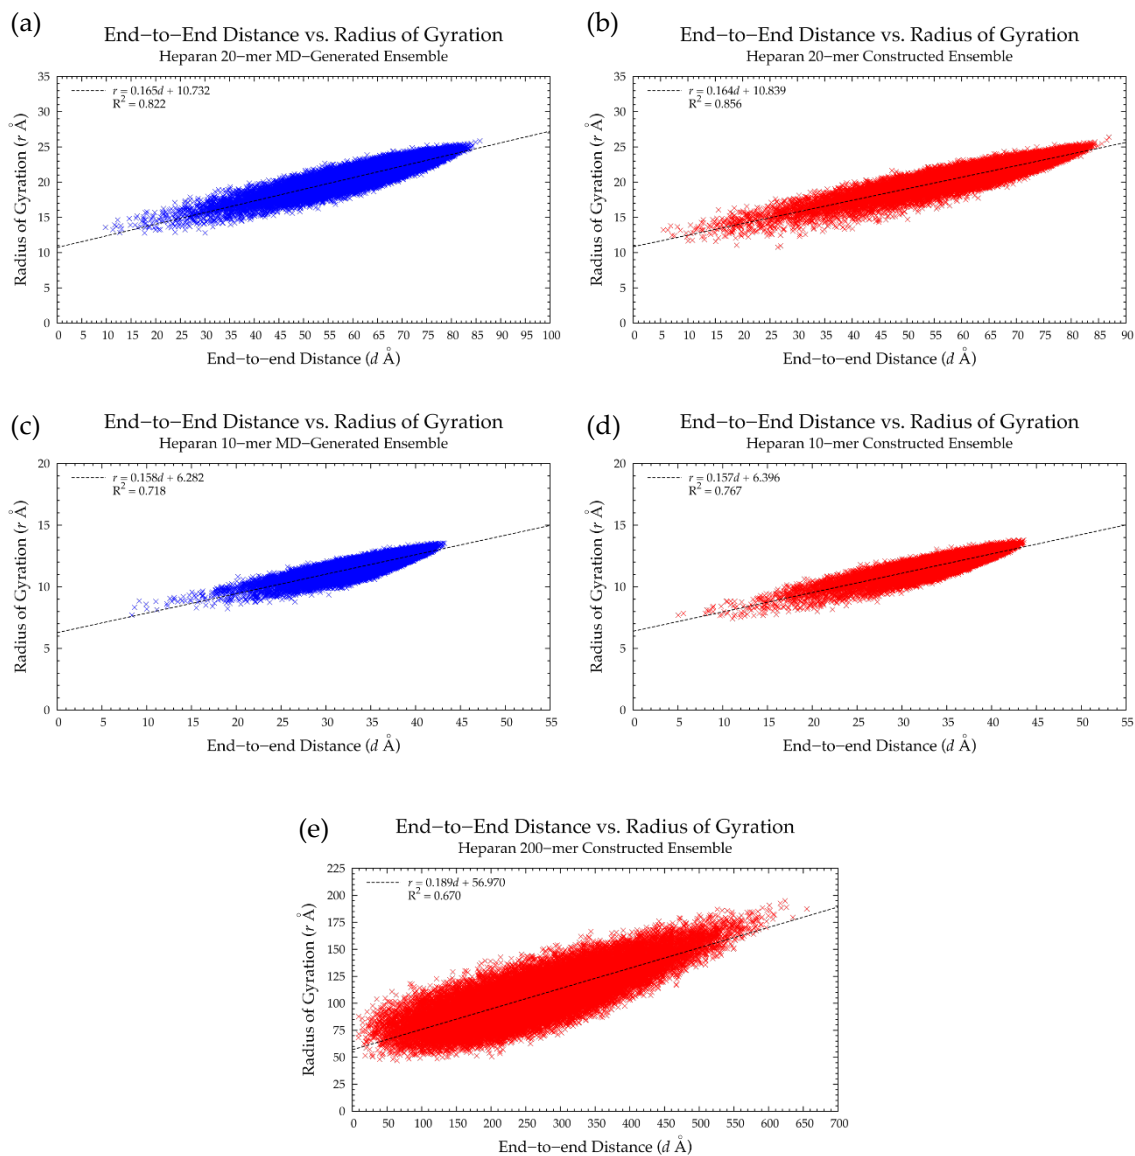 (a)
End−to−End Distance vs. Radius of Gyration
Heparan 20−mer MD−Generated Ensemble
r = 0.165d + 10.732
R² = 0.822
Radius of Gyration (r Å)
35
30
25
20
15
10
5
0
0 5 10 15 20 25 30 35 40 45 50 55 60 65 70 75 80 85 90 95 100
End−to−end Distance (d Å)
(b)
End−to−End Distance vs. Radius of Gyration
Heparan 20−mer Constructed Ensemble
r = 0.164d + 10.839
R² = 0.856
Radius of Gyration (r Å)
35
30
25
20
15
10
5
0
0 5 10 15 20 25 30 35 40 45 50 55 60 65 70 75 80 85 90
End−to−end Distance (d Å)
(c)
End−to−End Distance vs. Radius of Gyration
Heparan 10−mer MD−Generated Ensemble
r = 0.158d + 6.282
R² = 0.718
Radius of Gyration (r Å)
20
15
10
5
0
0 5 10 15 20 25 30 35 40 45 50 55
End−to−end Distance (d Å)
(d)
End−to−End Distance vs. Radius of Gyration
Heparan 10−mer Constructed Ensemble
r = 0.157d + 6.396
R² = 0.767
Radius of Gyration (r Å)
20
15
10
5
0
0 5 10 15 20 25 30 35 40 45 50 55
End−to−end Distance (d Å)
(e)
End−to−End Distance vs. Radius of Gyration
Heparan 200−mer Constructed Ensemble
r = 0.189d + 56.970
R² = 0.670
Radius of Gyration (r Å)
225
200
175
150
125
100
75
50
25
0
0 50 100 150 200 250 300 350 400 450 500 550 600 650 700
End−to−end Distance (d Å)